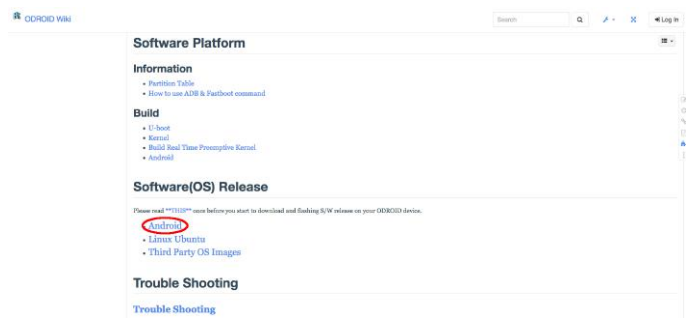 ODROID Wiki
Search
Log In
Software Platform
Information
Partition Table
How to use ADB & Fastboot command
Build
U-boot
Kernel
Build Real Time Preemptive Kernel
Android
Software(OS) Release
Please read **THIS** once before you start to download and flashing S/W release on your ODROID device.
Android
Linux Ubuntu
Third Party OS Images
Trouble Shooting
Trouble Shooting